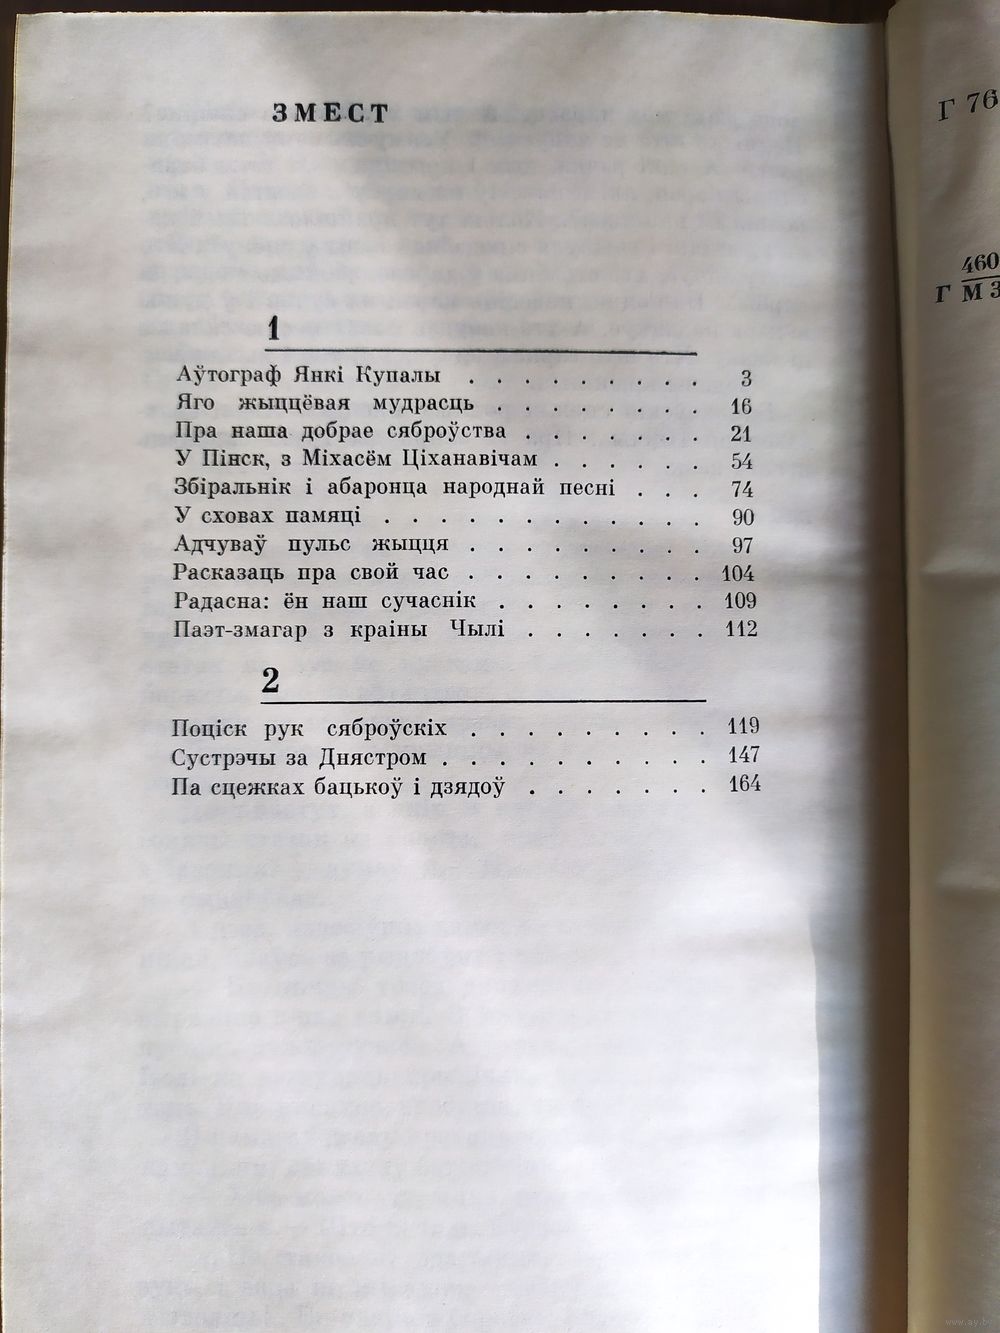 ЗМЕСТ
1
Аўтограф Янкі Купалы . . . . . . . . . 3
Яго жыццёвая мудрасць . . . . . . . . 16
Пра наша добрае сяброўства . . . . . . . 21
У Пінск, з Міхасём Ціханавічам . . . . . . 54
Збіральнік і абаронца народнай песні . . . 74
У сховах памяці . . . . . . . . . . . . 90
Адчуваў пульс жыцця . . . . . . . . . 97
Расказаць пра свой час . . . . . . . . . 104
Радасна: ён наш сучаснік . . . . . . . . 109
Паэт-змагар з краіны Чылі . . . . . . . 112
2
Поціск рук сяброўскіх . . . . . . . . . 119
Сустрэчы за Днястром . . . . . . . . . . 147
Па сцежках бацькоў і дзядоў . . . . . . . 164
Г 76
460
Г М 3
www.ay.by